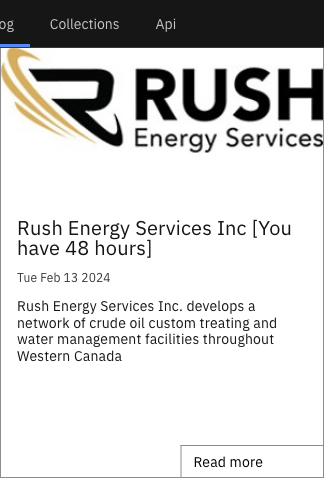 og Collections Api
RUSH
Energy Services
Rush Energy Services Inc [You
have 48 hours]
Tue Feb 13 2024
Rush Energy Services Inc. develops a
network of crude oil custom treating and
water management facilities throughout
Western Canada
Read more